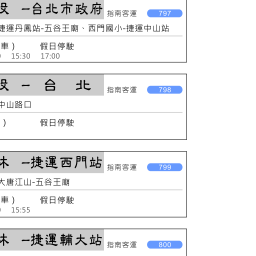 設 －台北市政府 指南客運 797
捷運丹鳳站-五谷王廟、西門國小-捷運中山站
車 ) 假日停駛
15:30 17:00
設 － 台 北 指南客運 798
中山路口
) 假日停駛
－捷運西門站 指南客運 799
大唐江山-五谷王廟
車 ) 假日停駛
15:55
－捷運輔大站 指南客運 800